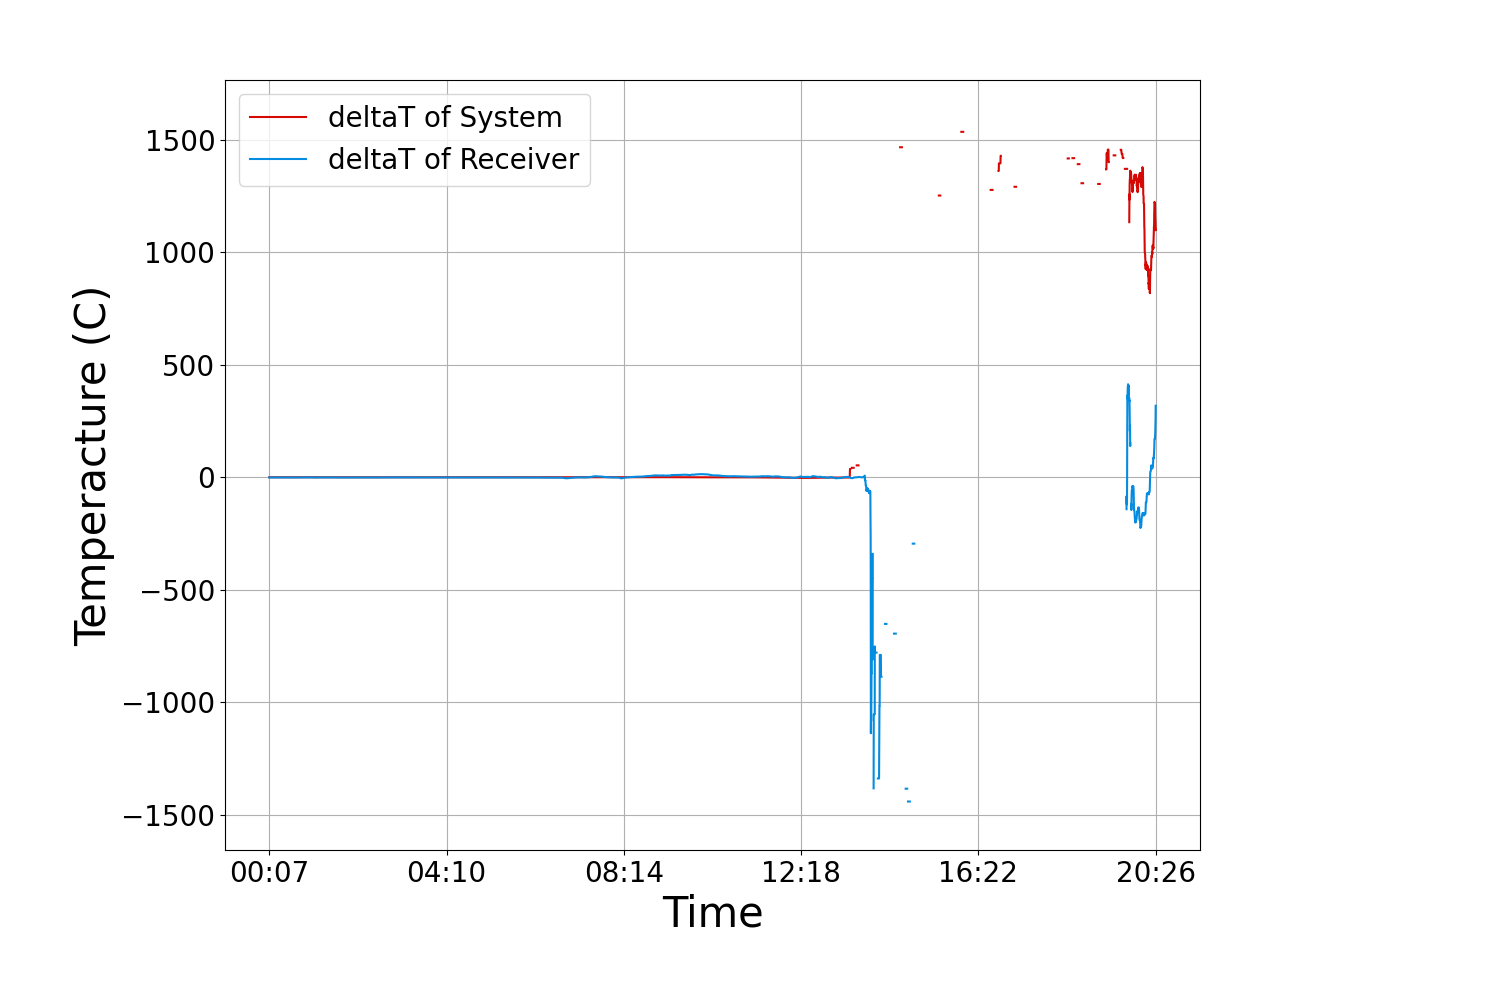 deltaT of System
deltaT of Receiver
1500
1000
500
0
−500
−1000
−1500
Temperacture (C)
00:07 04:10 08:14 12:18 16:22 20:26
Time